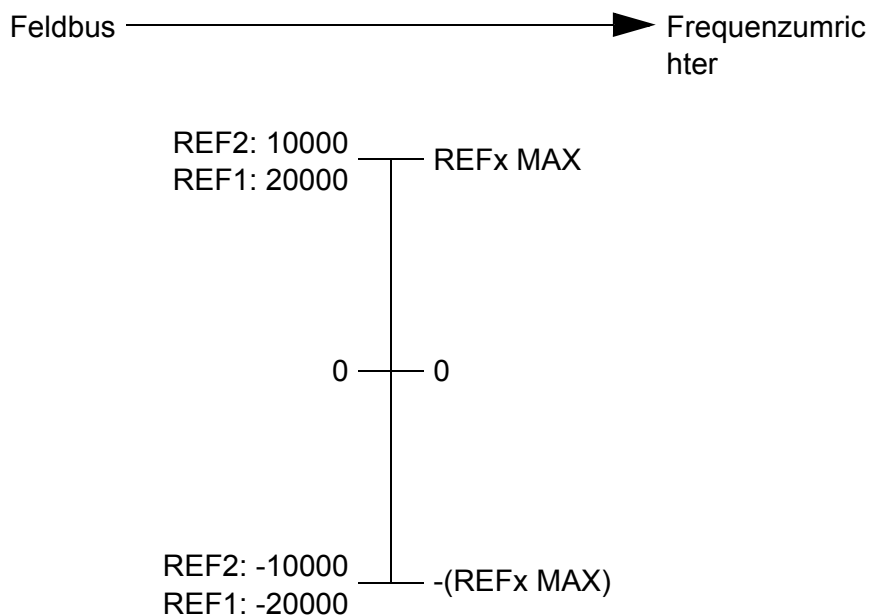 Feldbus
Frequenzumric
hter
REF2: 10000
REF1: 20000
REFx MAX
0
0
REF2: -10000
REF1: -20000
-(REFx MAX)